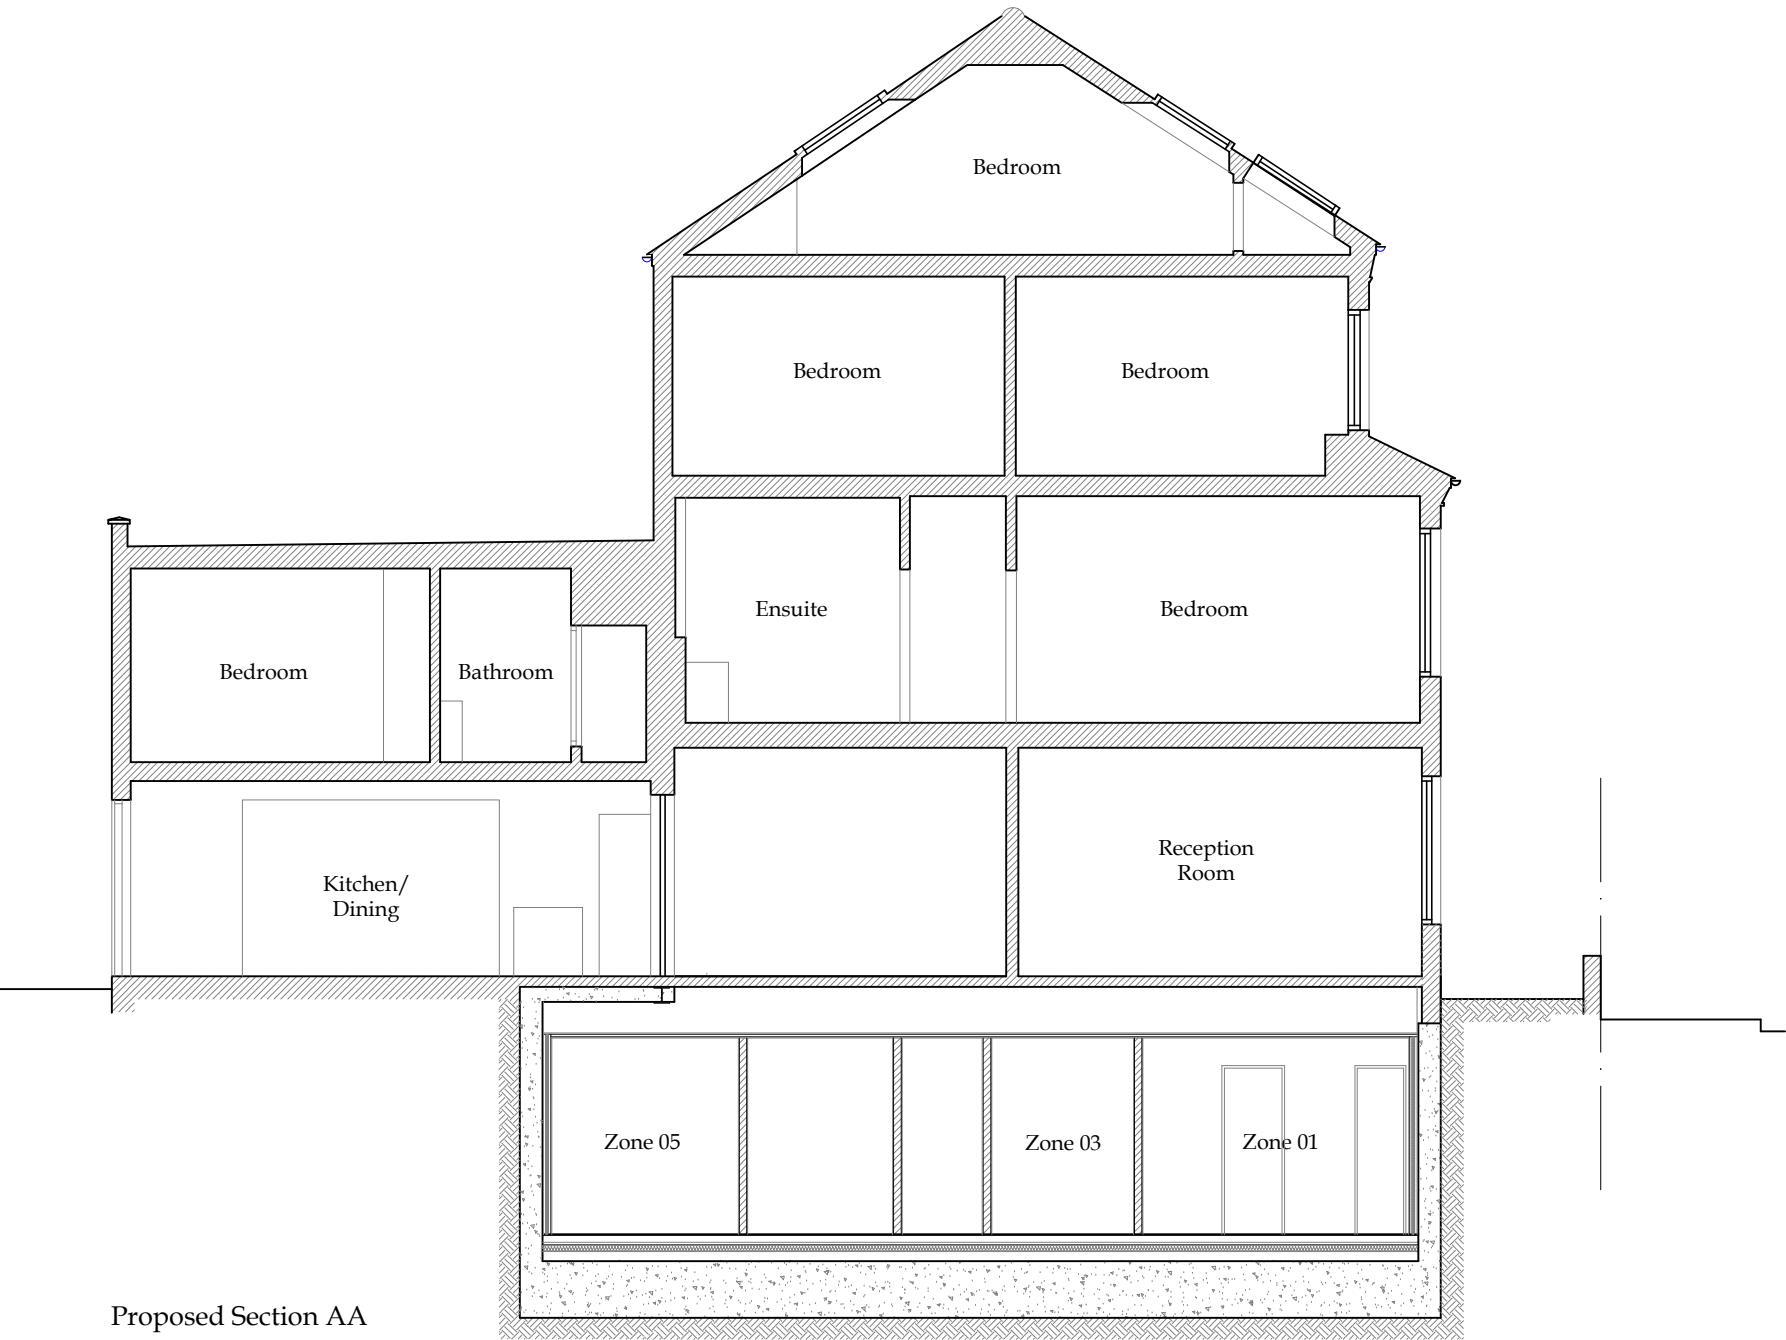 Bedroom
Bedroom
Bedroom
Ensuite
Bedroom
Bedroom
Bathroom
Reception
Room
Kitchen/
Dining
Zone 05
Zone 03
Zone 01
Proposed Section AA